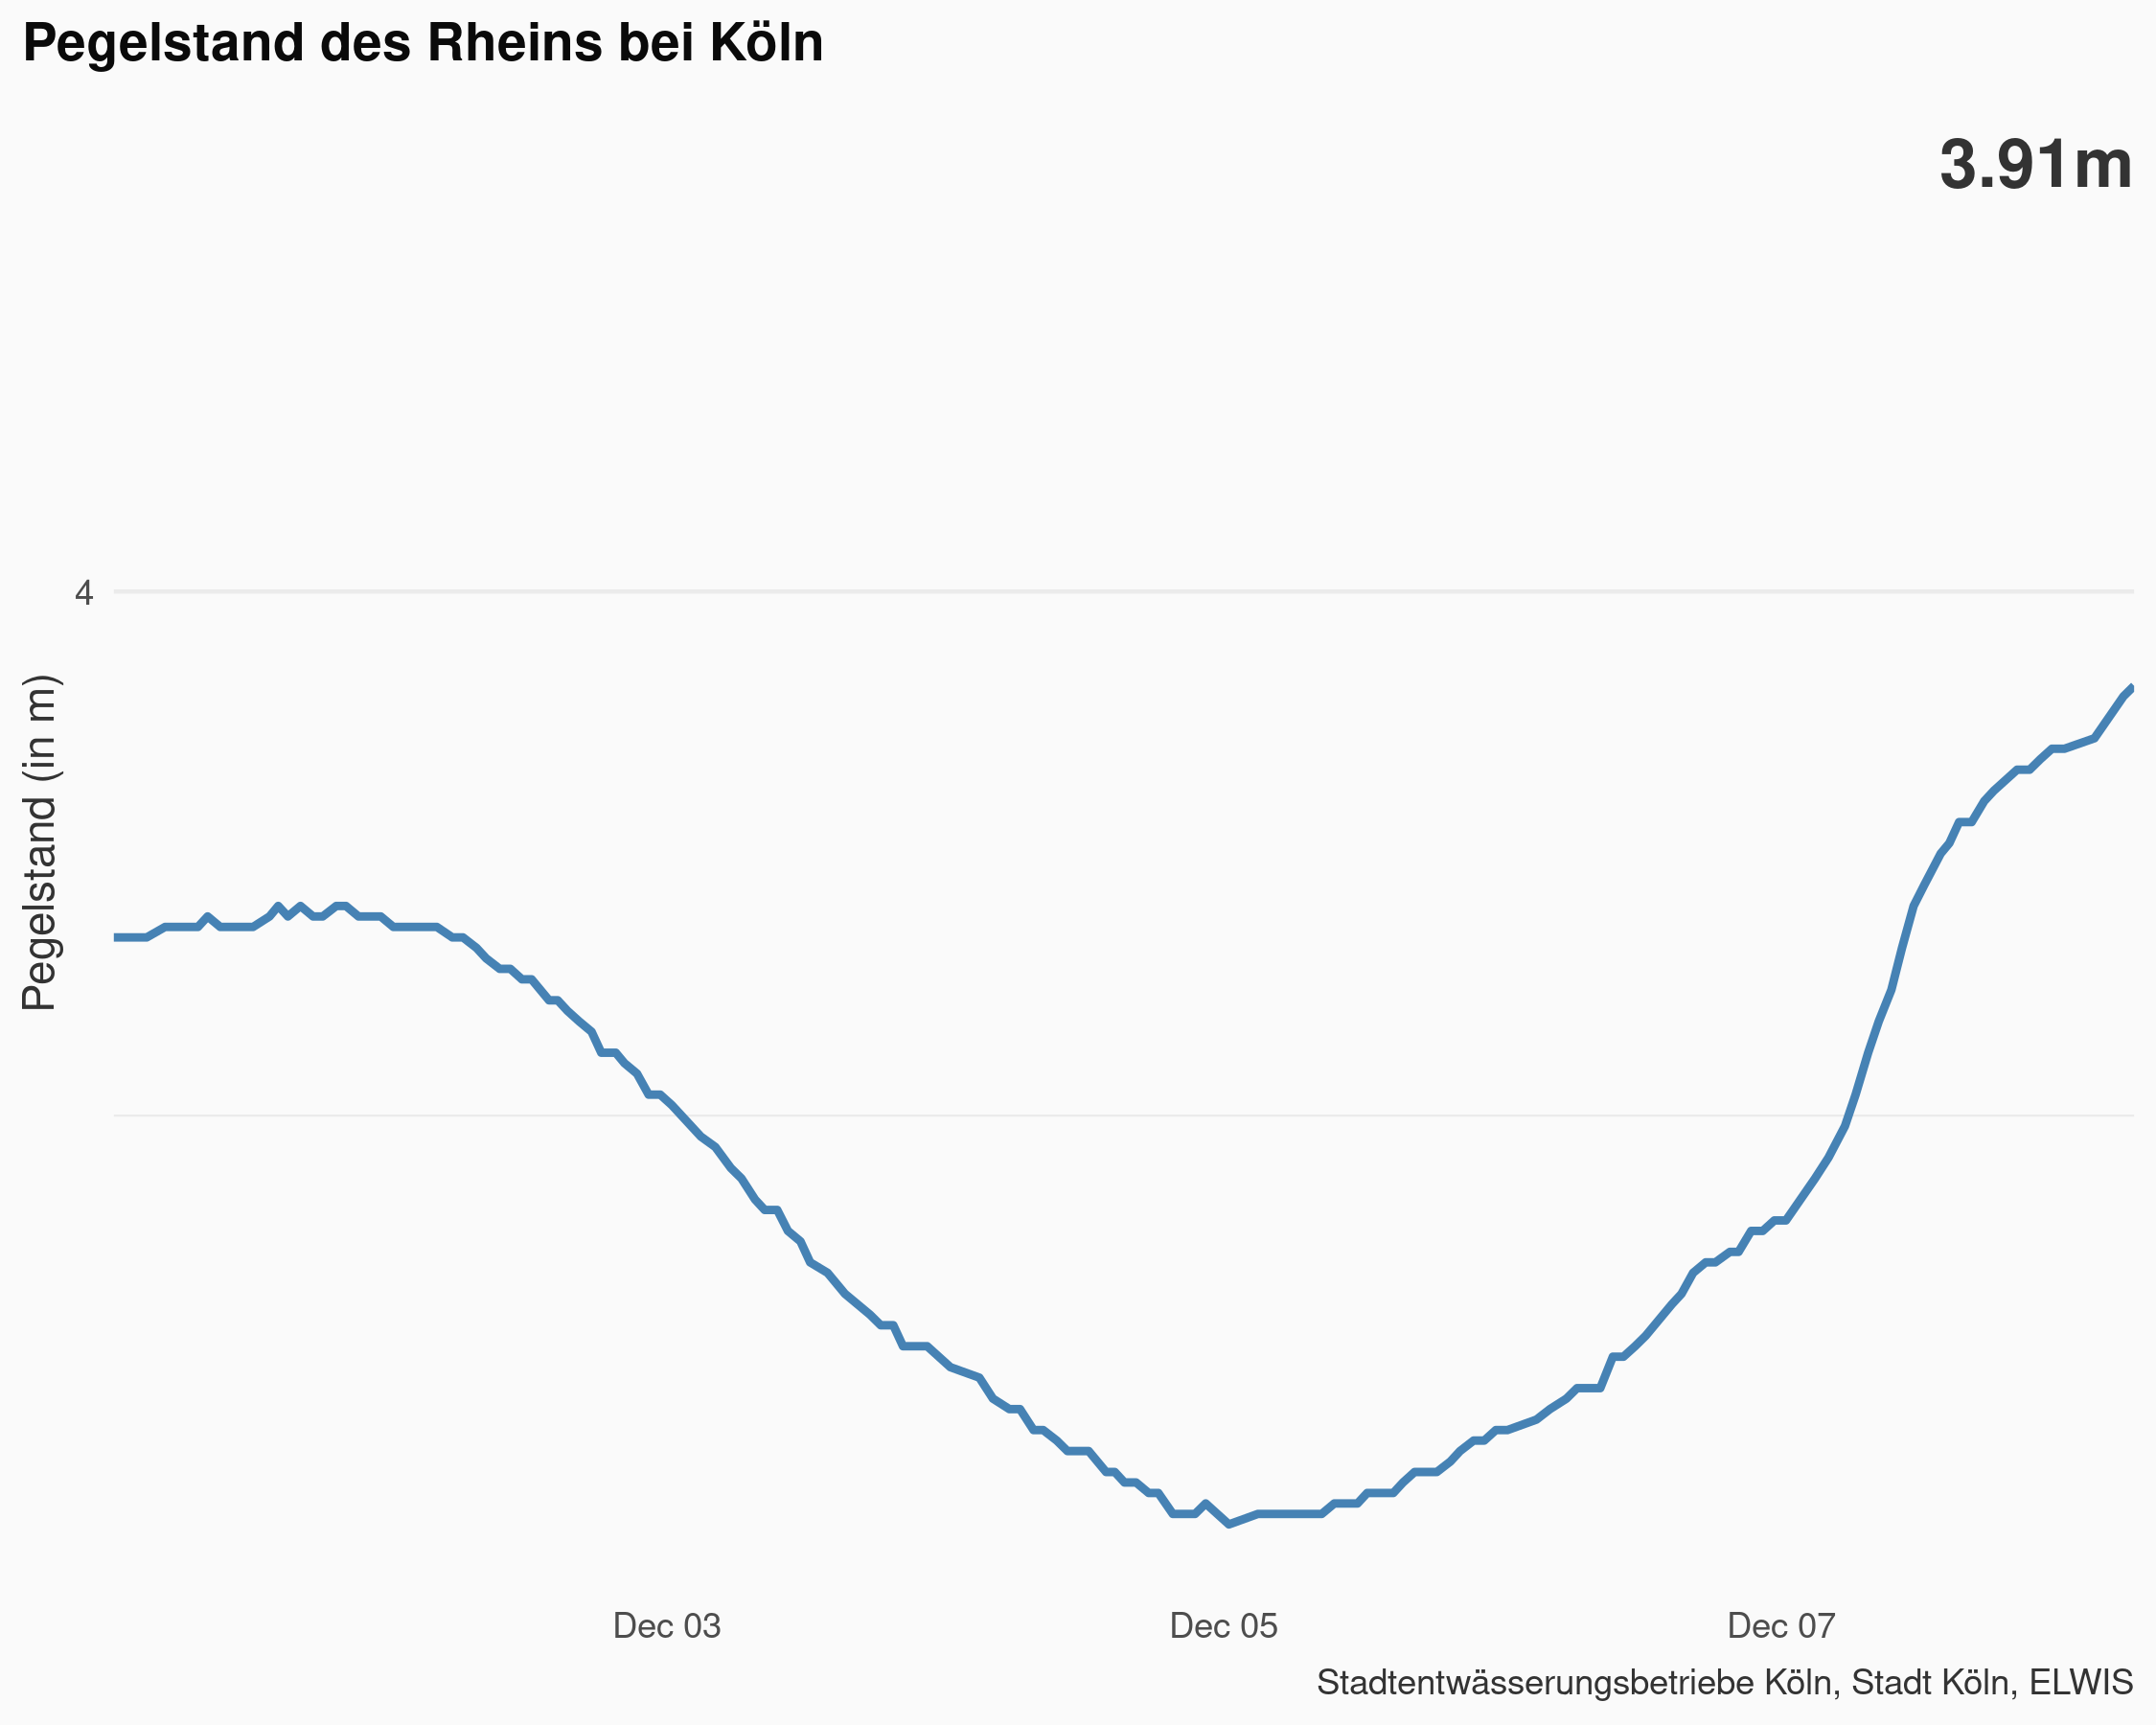 Pegelstand des Rheins bei Köln
3.91m
4
Pegelstand (in m)
Dec 03
Dec 05
Dec 07
Stadtentwässerungsbetriebe Köln, Stadt Köln, ELWIS